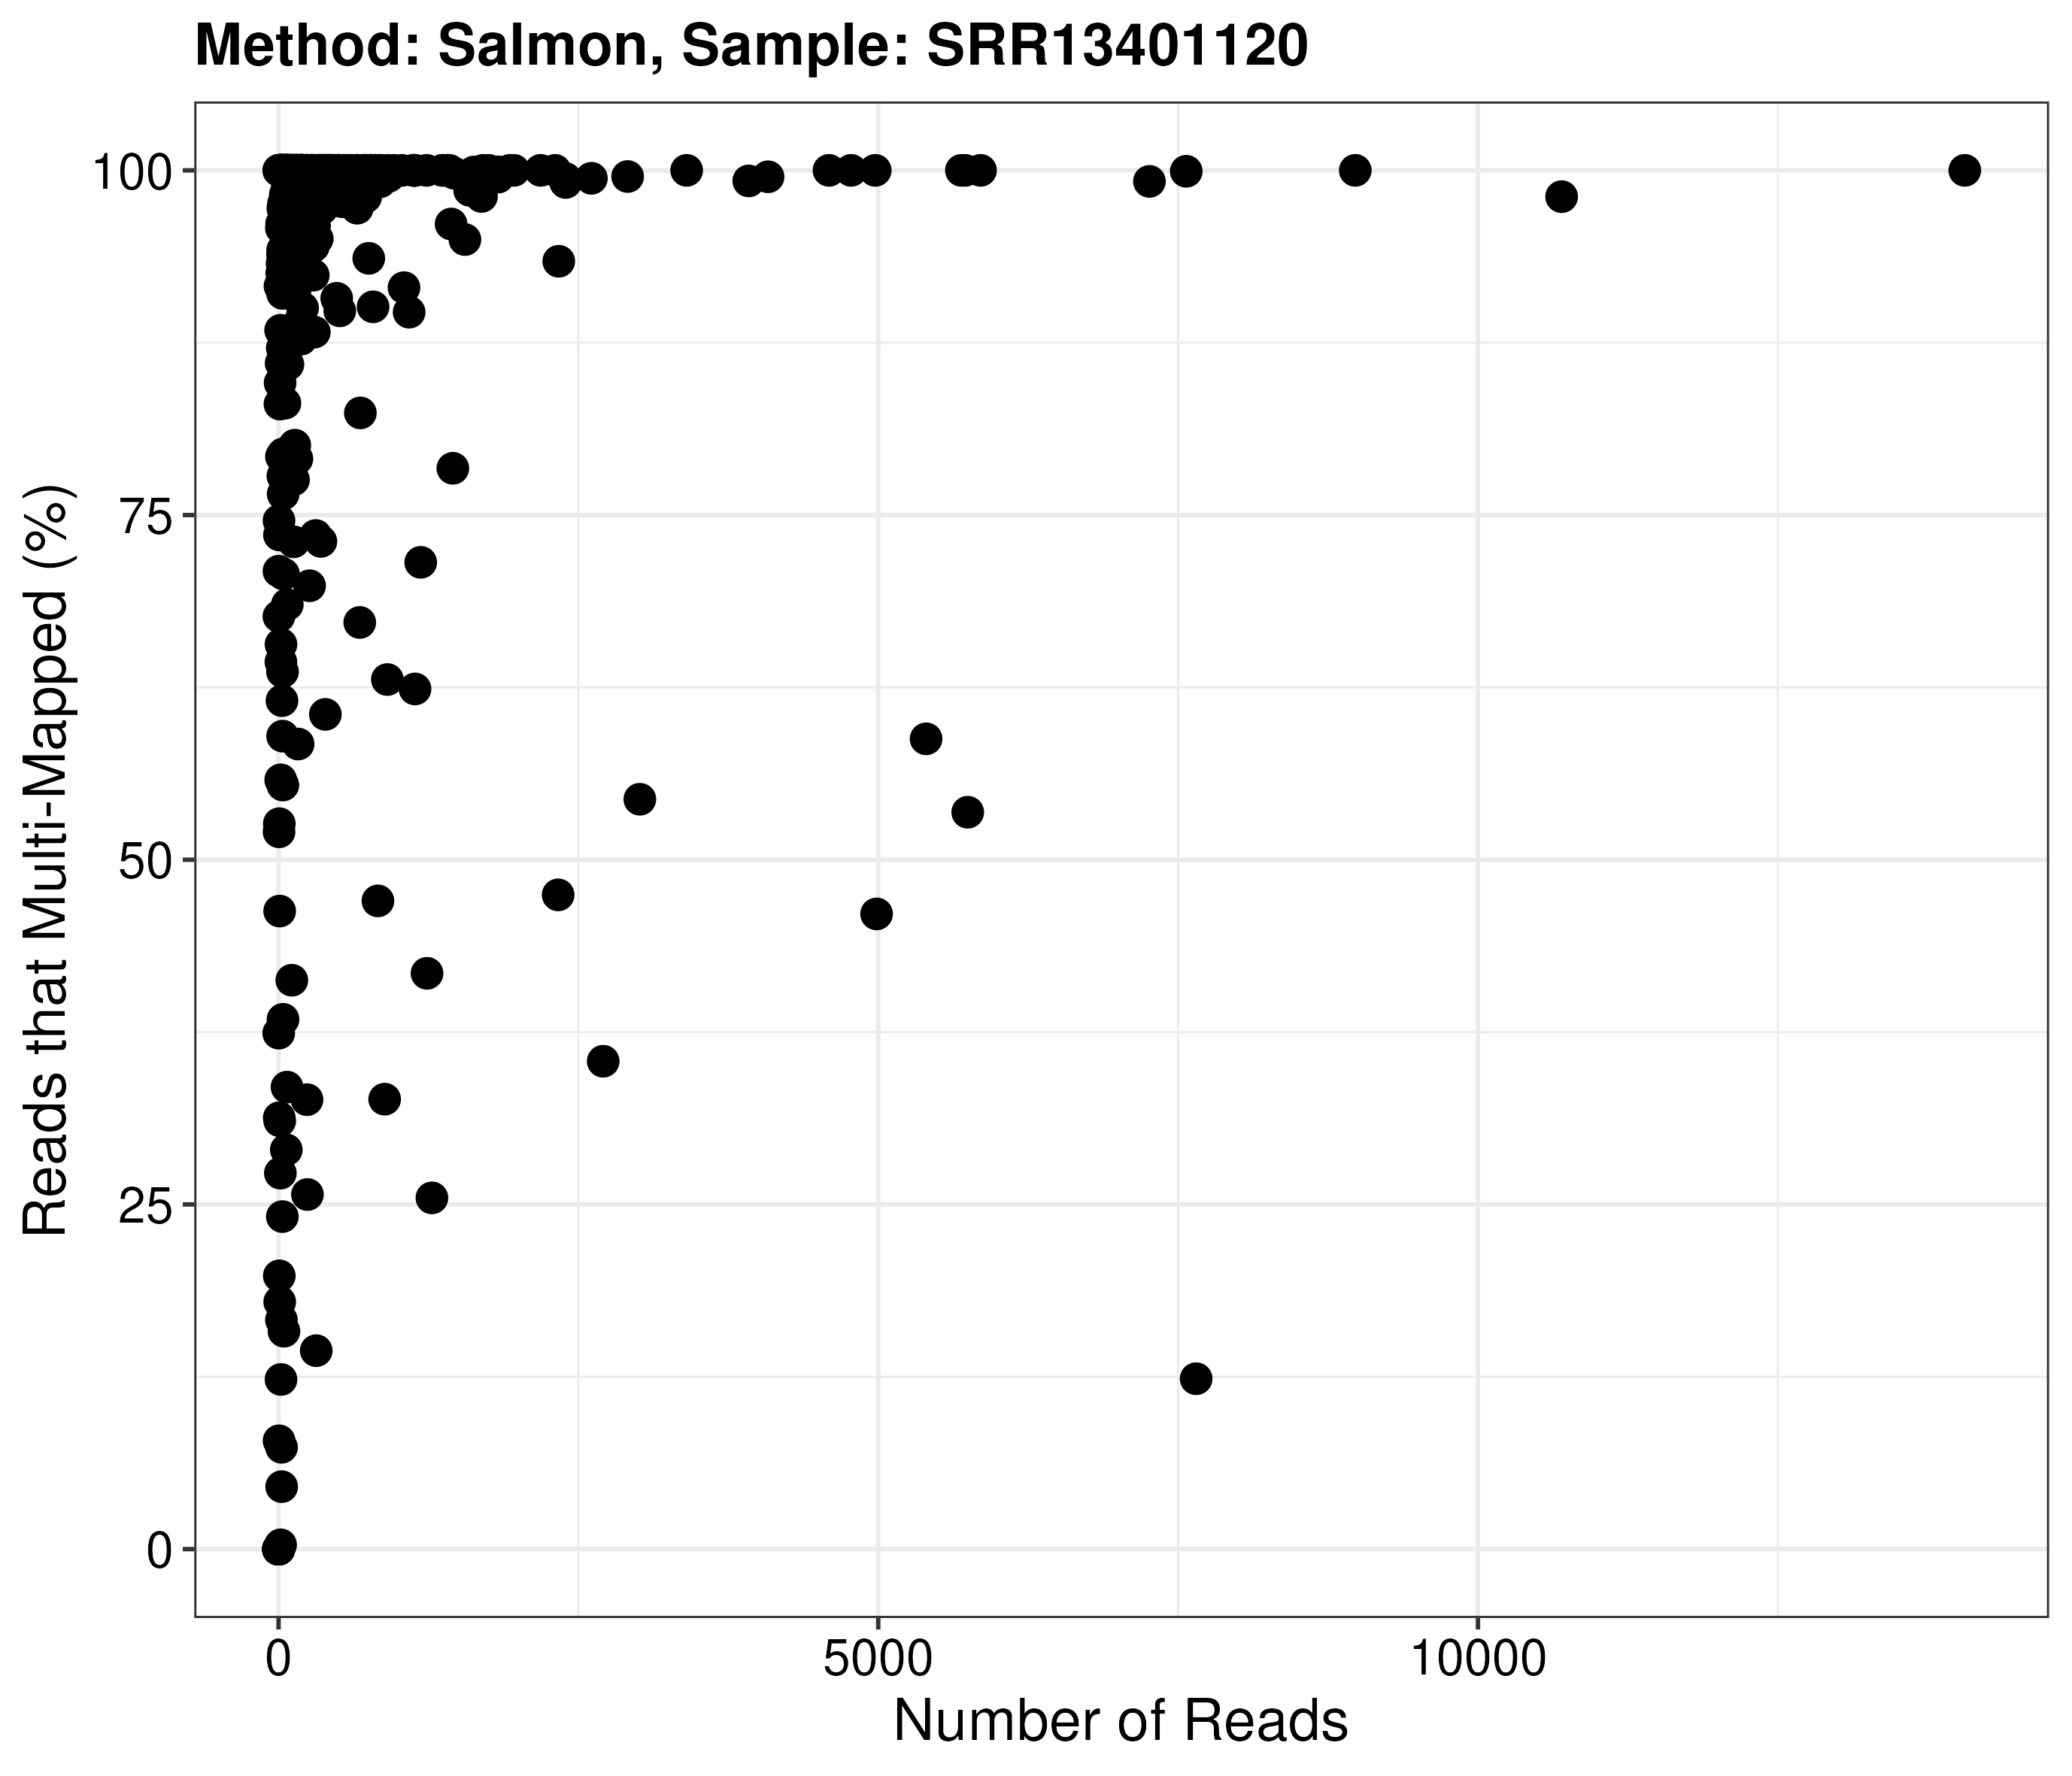 Method: Salmon, Sample: SRR13401120
Reads that Multi-Mapped (%)
100
75
50
25
0
0 5000 10000
Number of Reads